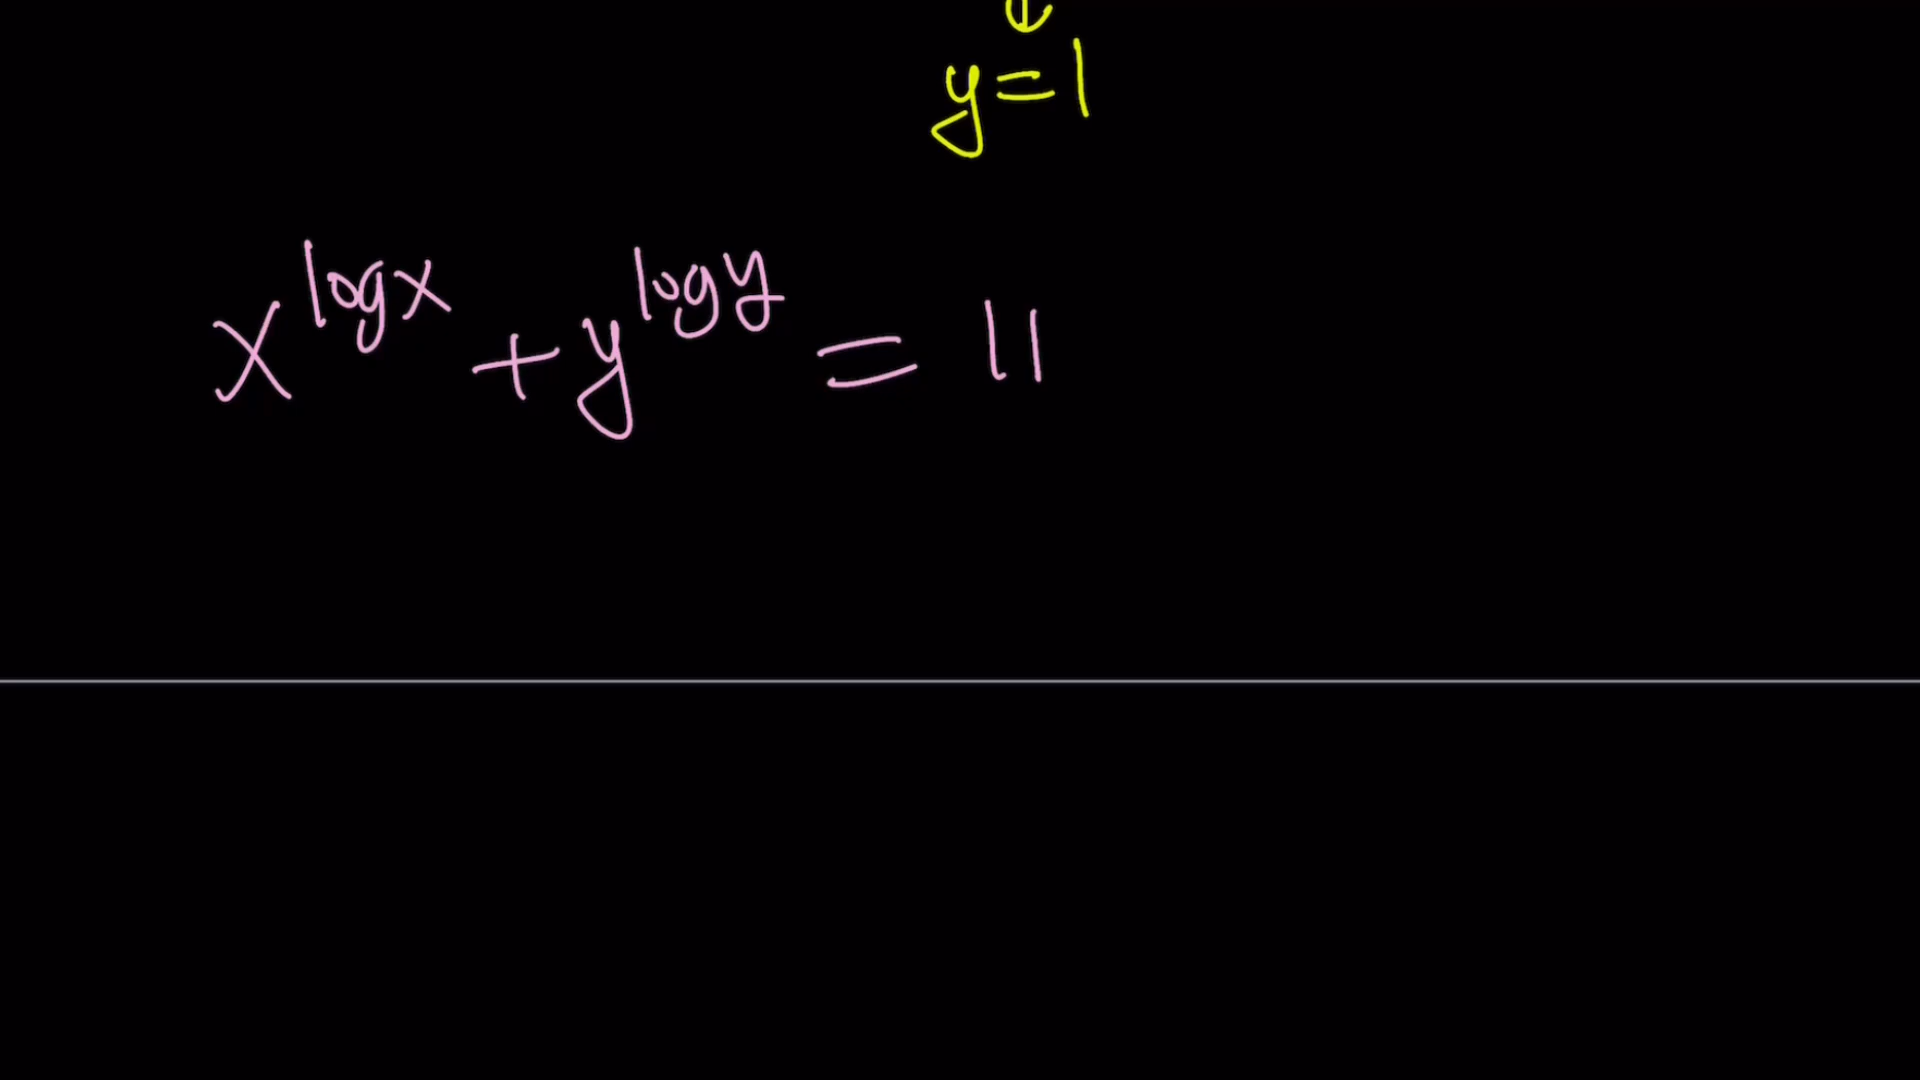 y=1
x^{log x} + y^{log y} = 11